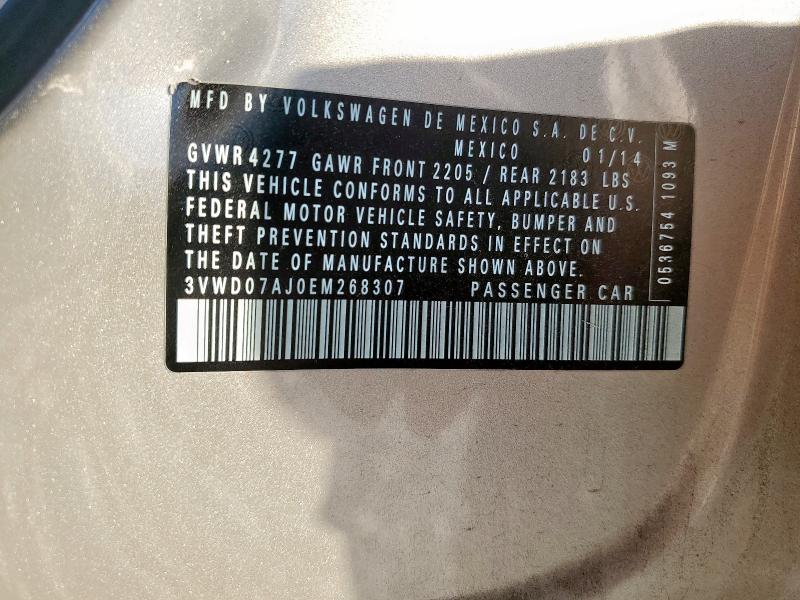 MFD BY VOLKSWAGEN DE MEXICO S.A. DE C.V.
MEXICO 01/14
GVWR 4277 GAWR FRONT 2205 / REAR 2183 LBS
THIS VEHICLE CONFORMS TO ALL APPLICABLE U.S.
FEDERAL MOTOR VEHICLE SAFETY, BUMPER AND
THEFT PREVENTION STANDARDS IN EFFECT ON
THE DATE OF MANUFACTURE SHOWN ABOVE.
3VWD07AJ0EM268307 PASSENGER CAR
0536754 1093 M